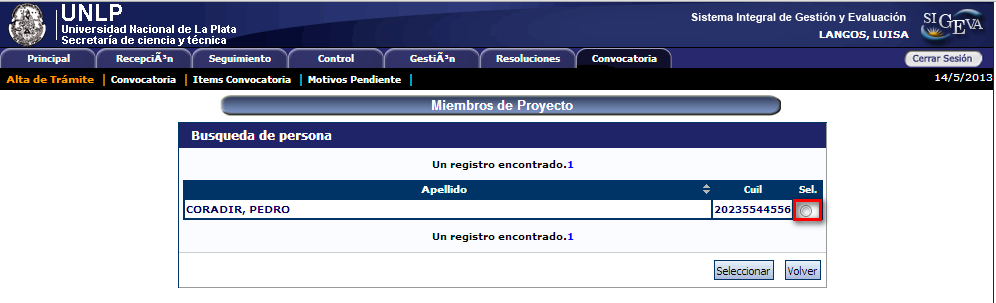 UNLP
Universidad Nacional de La Plata
Secretaría de ciencia y técnica
Sistema Integral de Gestión y Evaluación
LANGOS, LUISA
SIGEVA
Principal RecepciÃ³n Seguimiento Control GestiÃ³n Resoluciones Convocatoria Cerrar Sesión
Alta de Trámite | Convocatoria | Items Convocatoria | Motivos Pendiente | 14/5/2013
Miembros de Proyecto
Busqueda de persona
Un registro encontrado.1
Apellido Cuil Sel.
CORADIR, PEDRO 20235544556
Un registro encontrado.1
Seleccionar Volver